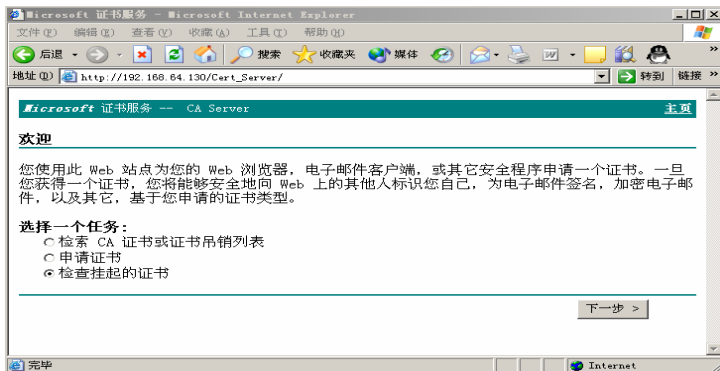 Microsoft 证书服务 - Microsoft Internet Explorer
文件(F) 编辑(E) 查看(V) 收藏(A) 工具(T) 帮助(H)
后退 搜索 收藏夹 媒体
地址(D) http://192.168.64.130/Cert_Server/ 转到 链接 »
Microsoft 证书服务 -- CA Server 主页
欢迎
您使用此 Web 站点为您的 Web 浏览器，电子邮件客户端，或其它安全程序申请一个证书。一旦
您获得一个证书，您将能够安全地向 Web 上的其他人标识您自己，为电子邮件签名，加密电子邮
件，以及其它，基于您申请的证书类型。
选择一个任务：
检索 CA 证书或证书吊销列表
申请证书
检查挂起的证书
下一步 >
完毕 Internet